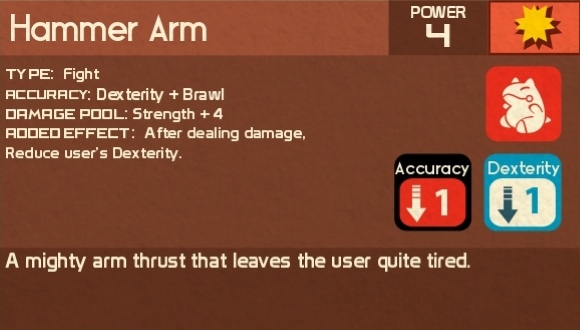 Hammer Arm
POWER
4
TYPE: Fight
ACCURACY: Dexterity + Brawl
DAMAGE POOL: Strength + 4
ADDED EFFECT: After dealing damage,
Reduce user's Dexterity.
Accuracy
1
Dexterity
1
A mighty arm thrust that leaves the user quite tired.